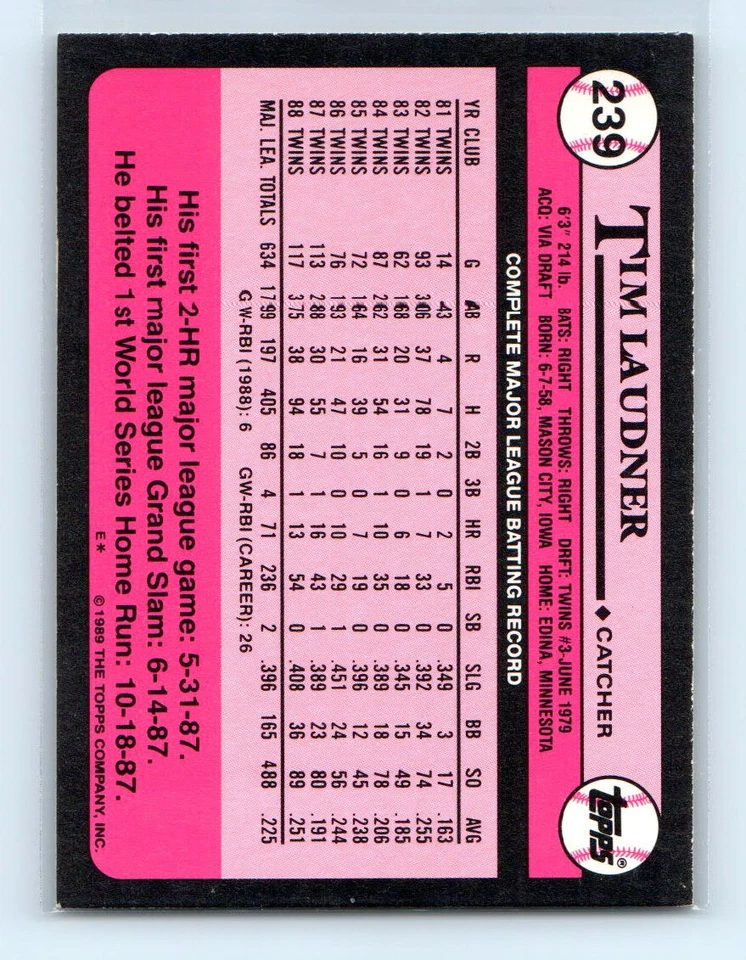 239
TIM LAUDNER ♦ CATCHER
topps®
6'3" 214 lb. BATS: RIGHT THROWS: RIGHT DRFT: TWINS #3-JUNE 1979
ACQ: VIA DRAFT BORN: 6-7-58, MASON CITY, IOWA HOME: EDINA, MINNESOTA
COMPLETE MAJOR LEAGUE BATTING RECORD
YR CLUB G AB R H 2B 3B HR RBI SB SLG BB SO AVG
81 TWINS 14 43 4 7 2 0 2 5 0 .349 3 17 .163
82 TWINS 93 306 37 78 19 1 7 33 0 .392 34 74 .255
83 TWINS 62 168 20 31 9 0 6 18 0 .345 15 49 .185
84 TWINS 87 262 31 54 16 1 10 35 0 .389 18 78 .206
85 TWINS 72 164 16 39 5 0 7 19 0 .396 12 45 .238
86 TWINS 76 193 21 47 10 0 10 29 1 .451 24 56 .244
87 TWINS 113 288 30 55 7 1 16 43 1 .389 23 80 .191
88 TWINS 117 375 38 94 18 1 13 54 0 .408 36 89 .251
MAJ. LEA. TOTALS 634 1799 197 405 86 4 71 236 2 .396 165 488 .225
GW-RBI (1988): 6 GW-RBI (CAREER): 26
His first 2-HR major league game: 5-31-87.
His first major league Grand Slam: 6-14-87.
He belted 1st World Series Home Run: 10-18-87.
E* © 1989 THE TOPPS COMPANY, INC.